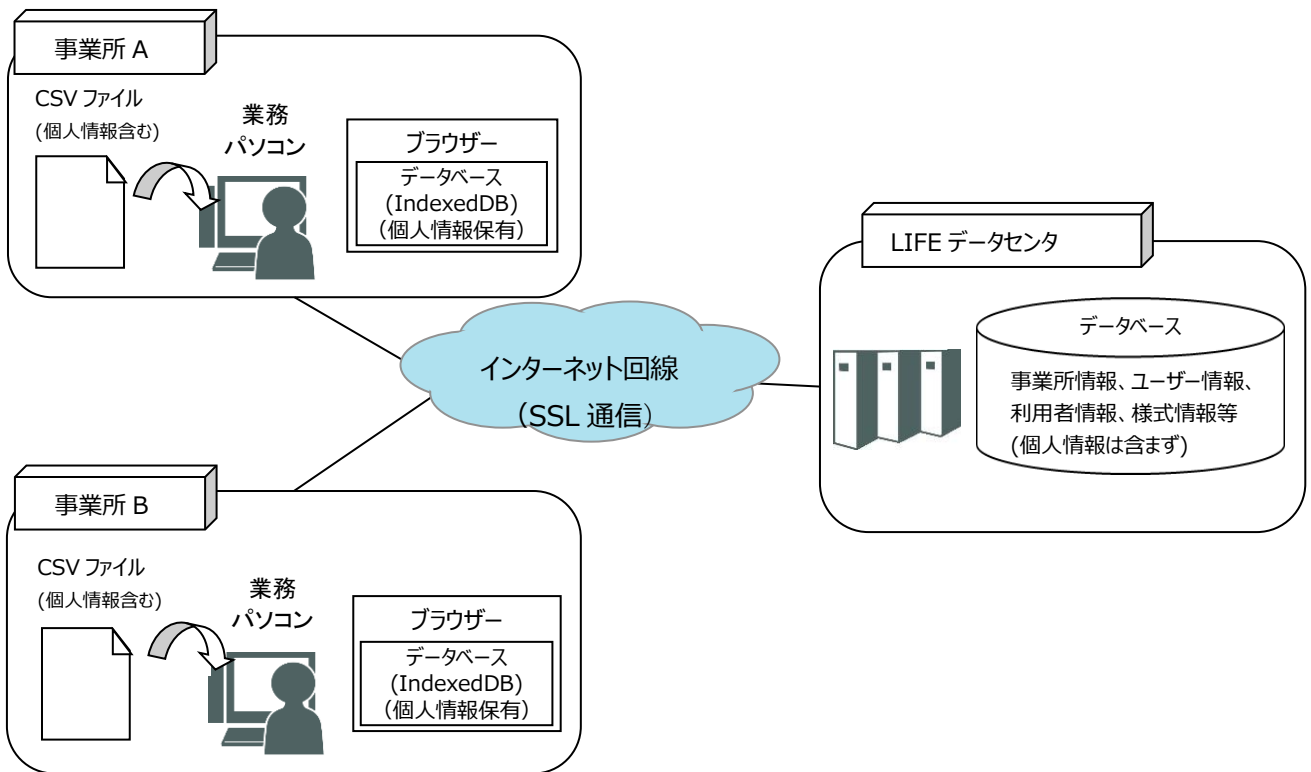 事業所 A
CSV ファイル
(個人情報含む)
業務
パソコン
ブラウザー
データベース
(IndexedDB)
（個人情報保有）
事業所 B
CSV ファイル
(個人情報含む)
業務
パソコン
ブラウザー
データベース
(IndexedDB)
（個人情報保有）
インターネット回線
（SSL 通信）
LIFE データセンタ
データベース
事業所情報、ユーザー情報、
利用者情報、様式情報等
(個人情報は含まず)